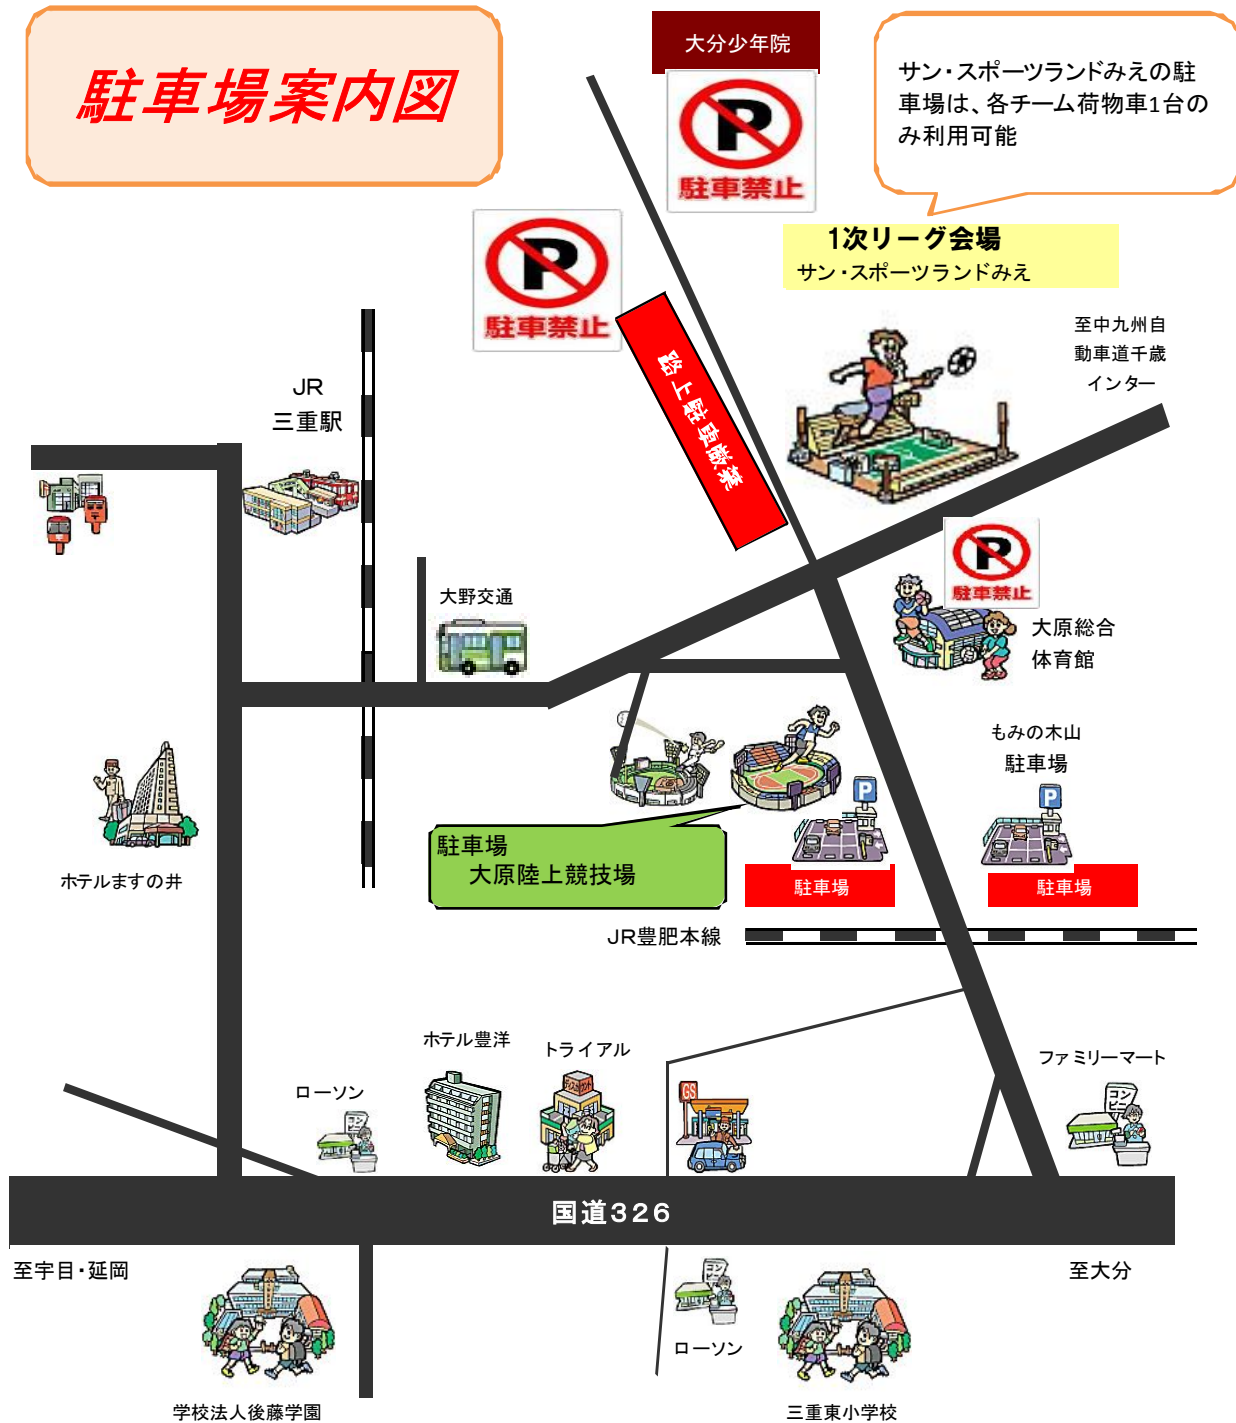 駐車場案内図
大分少年院
サン・スポーツランドみえの駐
車場は、各チーム荷物車1台の
み利用可能
駐車禁止
駐車禁止
1次リーグ会場
サン・スポーツランドみえ
至中九州自
動車道千歳
インター
路上駐車厳禁
JR
三重駅
大野交通
駐車禁止
大原総合
体育館
もみの木山
駐車場
P
P
駐車場
大原陸上競技場
駐車場
駐車場
ホテルますの井
JR豊肥本線
ホテル豊洋
トライアル
ファミリーマート
ローソン
コン
GS
コン
国道326
至宇目・延岡
至大分
コン
ローソン
学校法人後藤学園
三重東小学校